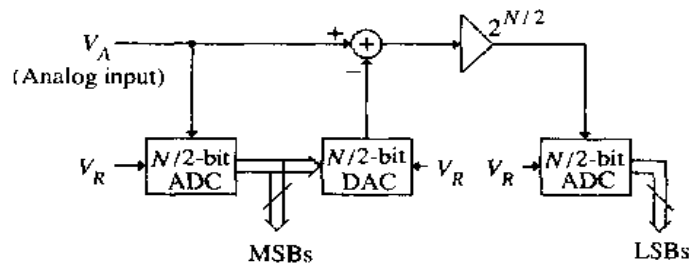 2^{N/2}
V_A
+
+
(Analog input)
−
V_R
N/2-bit
ADC
N/2-bit
DAC
V_R
V_R
N/2-bit
ADC
MSBs
LSBs